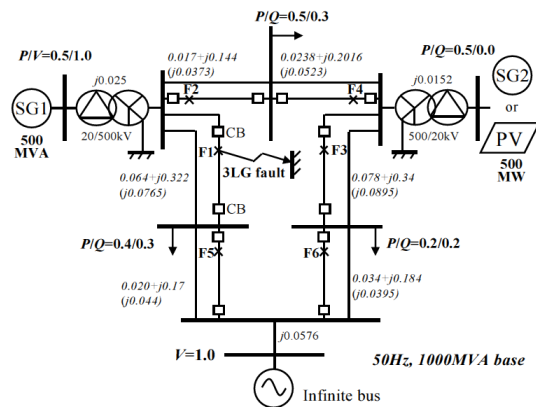 P/Q=0.5/0.3
P/V=0.5/1.0
0.017+j0.144
(j0.0373)
0.0238+j0.2016
(j0.0523)
P/Q=0.5/0.0
SG2
j0.025
F2
F4
j0.0152
SG1
or
500
MVA
20/500kV
CB
500/20kV
PV
F1
F3
500
MW
0.064+j0.322
(j0.0765)
3LG fault
0.078+j0.34
(j0.0895)
CB
P/Q=0.4/0.3
F5
F6
P/Q=0.2/0.2
0.020+j0.17
(j0.044)
0.034+j0.184
(j0.0395)
j0.0576
V=1.0
50Hz, 1000MVA base
Infinite bus